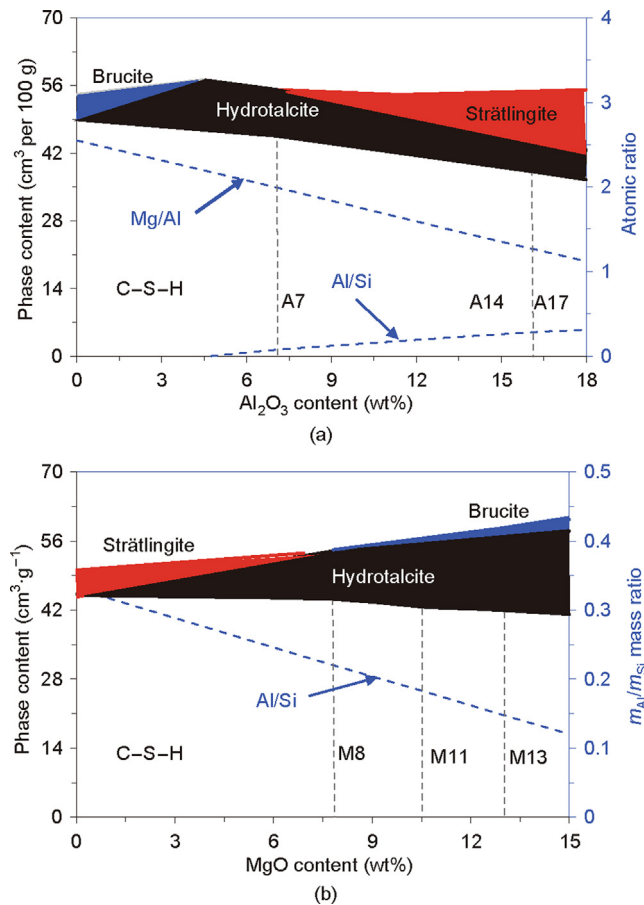 70
56
42
28
14
0
Phase content (cm³ per 100 g)
4
3
2
1
0
Atomic ratio
Brucite
Hydrotalcite
Strätlingite
Mg/Al
Al/Si
C–S–H
A7
A14
A17
0 3 6 9 12 15 18
Al₂O₃ content (wt%)
(a)
70
56
42
28
14
0
Phase content (cm³·g⁻¹)
0.5
0.4
0.3
0.2
0.1
0
m_Al/m_Si mass ratio
Brucite
Strätlingite
Hydrotalcite
Al/Si
C–S–H
M8
M11
M13
0 3 6 9 12 15
MgO content (wt%)
(b)